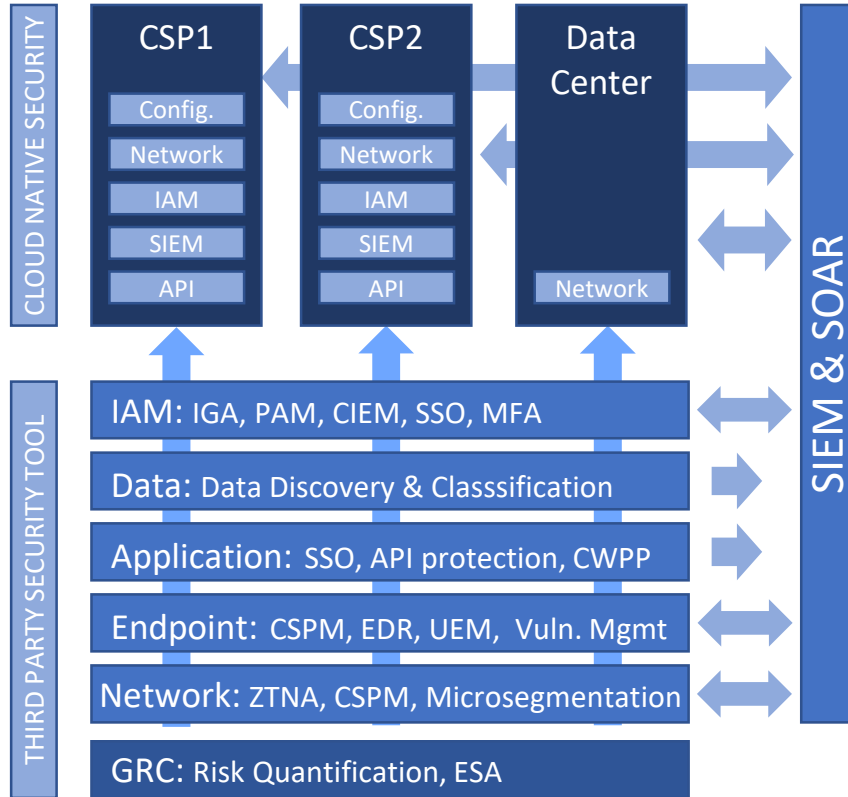 CLOUD NATIVE SECURITY
CSP1
Config.
Network
IAM
SIEM
API
CSP2
Config.
Network
IAM
SIEM
API
Data
Center
Network
SIEM & SOAR
THIRD PARTY SECURITY TOOL
IAM: IGA, PAM, CIEM, SSO, MFA
Data: Data Discovery & Classsification
Application: SSO, API protection, CWPP
Endpoint: CSPM, EDR, UEM, Vuln. Mgmt
Network: ZTNA, CSPM, Microsegmentation
GRC: Risk Quantification, ESA